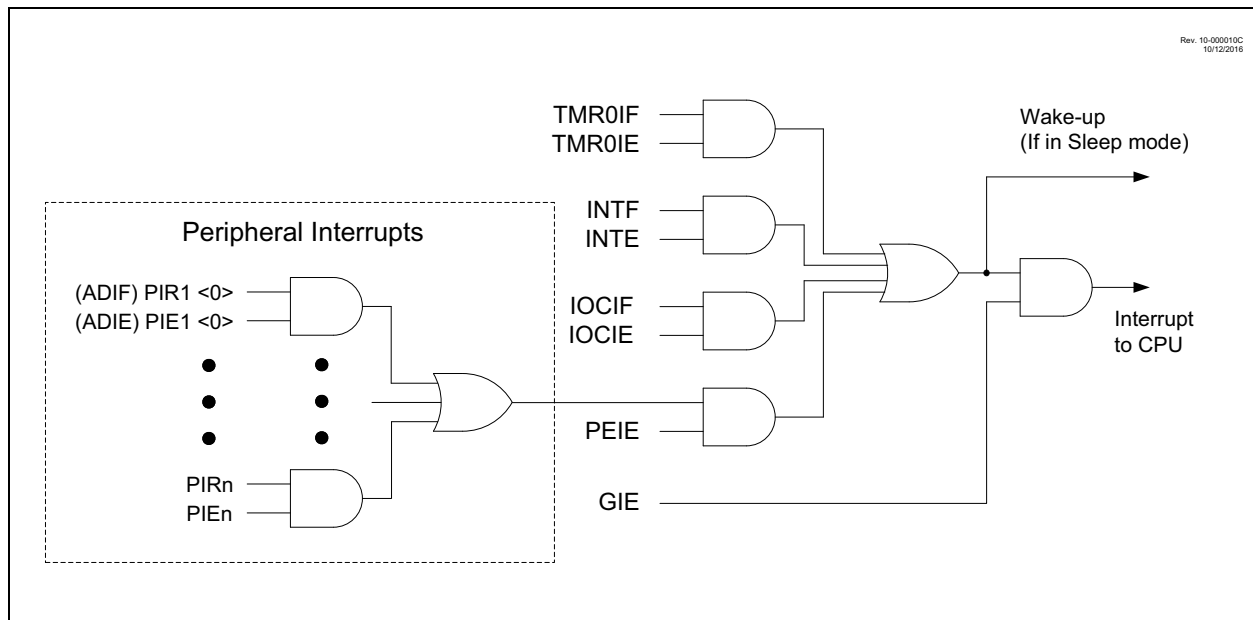 Rev. 10-000010C
10/12/2016
TMR0IF
TMR0IE
Wake-up
(If in Sleep mode)
INTF
INTE
Peripheral Interrupts
(ADIF) PIR1 <0>
(ADIE) PIE1 <0>
IOCIF
IOCIE
Interrupt
to CPU
PEIE
PIRn
PIEn
GIE